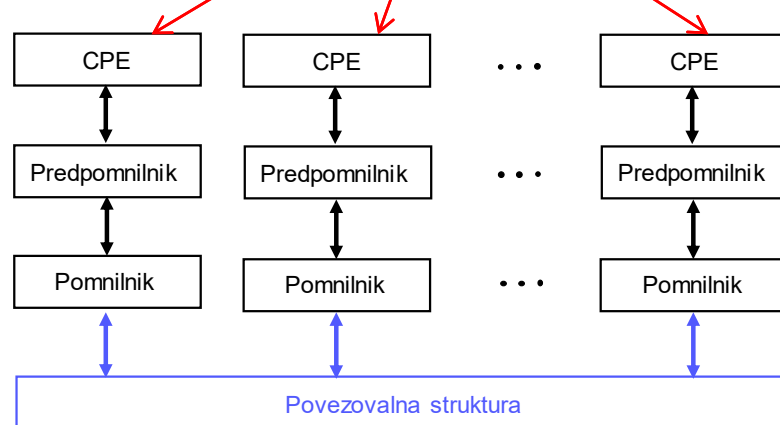 CPE CPE ... CPE
Predpomnilnik Predpomnilnik ... Predpomnilnik
Pomnilnik Pomnilnik ... Pomnilnik
Povezovalna struktura